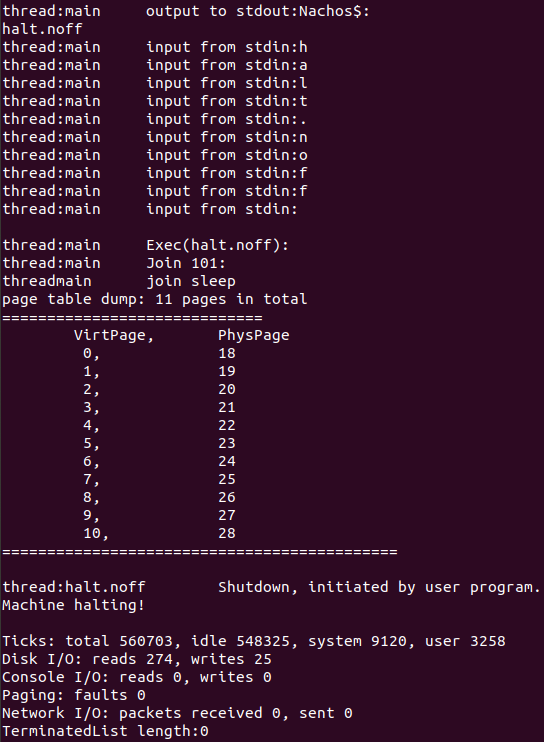 thread:main     output to stdout:Nachos$:
halt.noff
thread:main     input from stdin:h
thread:main     input from stdin:a
thread:main     input from stdin:l
thread:main     input from stdin:t
thread:main     input from stdin:.
thread:main     input from stdin:n
thread:main     input from stdin:o
thread:main     input from stdin:f
thread:main     input from stdin:f
thread:main     input from stdin:

thread:main     Exec(halt.noff):
thread:main     Join 101:
threadmain      join sleep
page table dump: 11 pages in total
=============================
        VirtPage,       PhysPage
         0,             18
         1,             19
         2,             20
         3,             21
         4,             22
         5,             23
         6,             24
         7,             25
         8,             26
         9,             27
         10,            28
============================================

thread:halt.noff        Shutdown, initiated by user program.
Machine halting!

Ticks: total 560703, idle 548325, system 9120, user 3258
Disk I/O: reads 274, writes 25
Console I/O: reads 0, writes 0
Paging: faults 0
Network I/O: packets received 0, sent 0
TerminatedList length:0